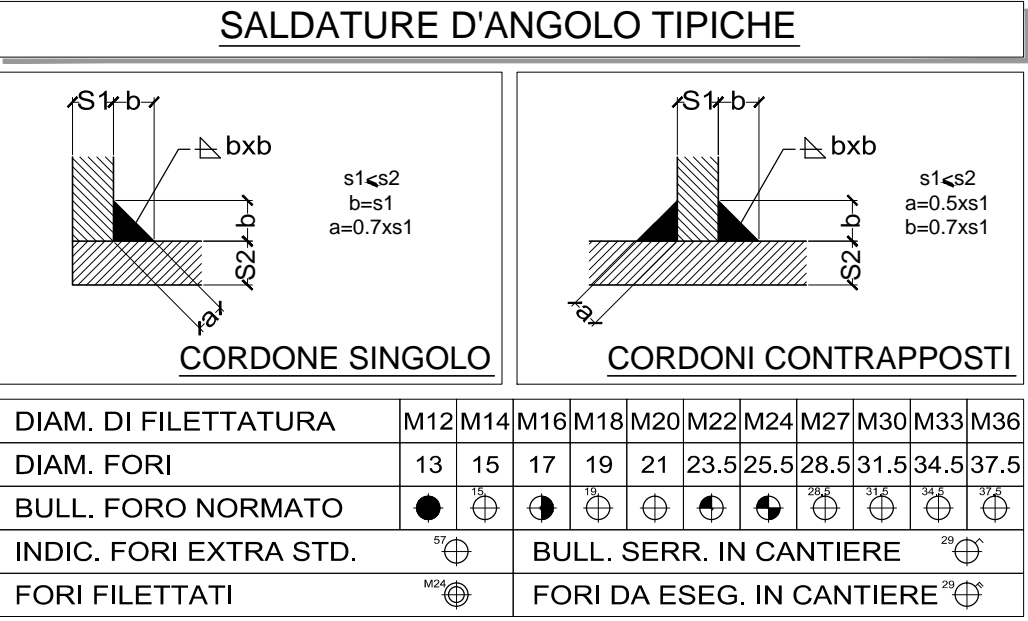 SALDATURE D'ANGOLO TIPICHE
S1 b
bxb
s1≤s2
b=s1
a=0.7xs1
b
S2
a
CORDONE SINGOLO
S1 b
bxb
s1≤s2
a=0.5xs1
b=0.7xs1
b
S2
a
CORDONI CONTRAPPOSTI
DIAM. DI FILETTATURA M12 M14 M16 M18 M20 M22 M24 M27 M30 M33 M36
DIAM. FORI 13 15 17 19 21 23.5 25.5 28.5 31.5 34.5 37.5
BULL. FORO NORMATO 15 19 28,5 31,5 34,5 37,5
INDIC. FORI EXTRA STD. 57 BULL. SERR. IN CANTIERE 29
FORI FILETTATI M24 FORI DA ESEG. IN CANTIERE 29